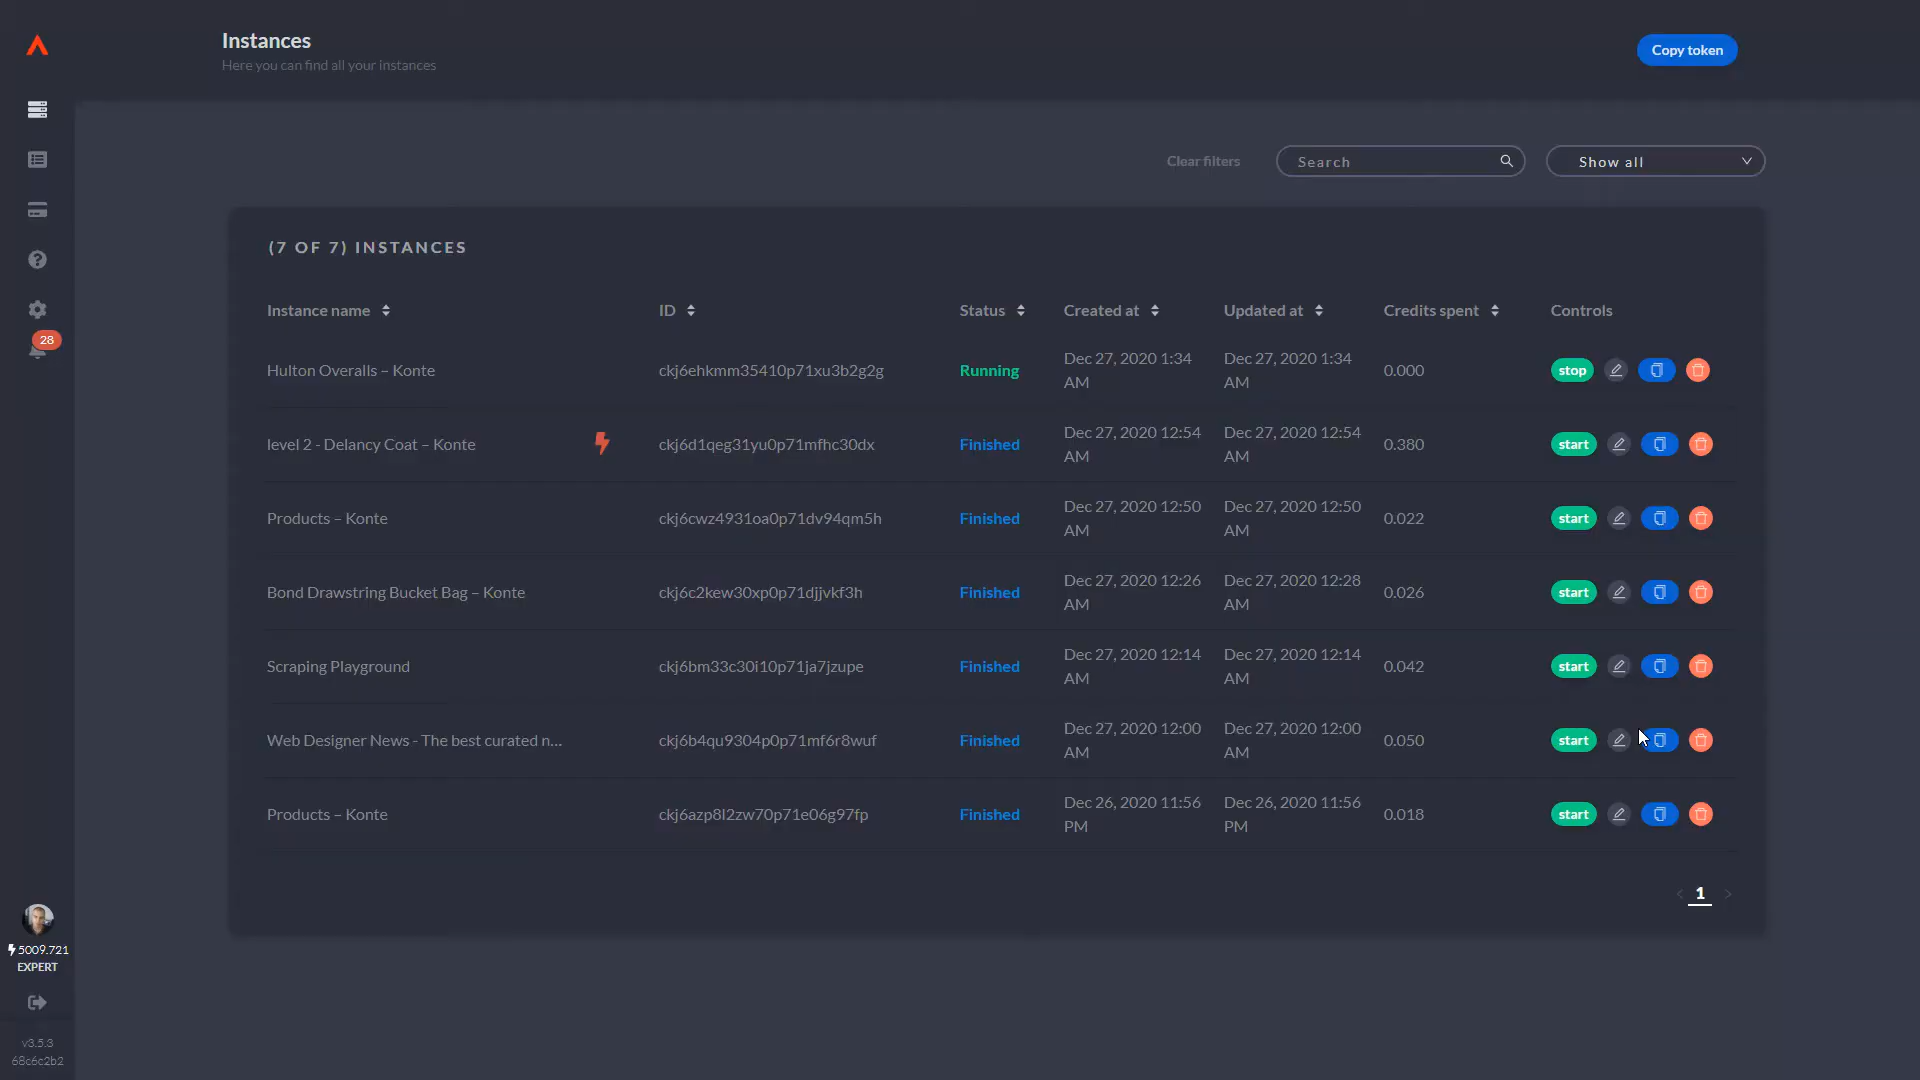 Instances
Here you can find all your instances
Copy token
Clear filters
Search
Show all
(7 OF 7) INSTANCES
Instance name ID Status Created at Updated at Credits spent Controls
Hulton Overalls – Konte ckj6ehkmm35410p71xu3b2g2g Running Dec 27, 2020 1:34 AM Dec 27, 2020 1:34 AM 0.000 stop
level 2 - Delancy Coat – Konte ckj6d1qeg31yu0p71mfhc30dx Finished Dec 27, 2020 12:54 AM Dec 27, 2020 12:54 AM 0.380 start
Products – Konte ckj6cwz4931oa0p71dv94qm5h Finished Dec 27, 2020 12:50 AM Dec 27, 2020 12:50 AM 0.022 start
Bond Drawstring Bucket Bag – Konte ckj6c2kew30xp0p71djjvkf3h Finished Dec 27, 2020 12:26 AM Dec 27, 2020 12:28 AM 0.026 start
Scraping Playground ckj6bm33c30i10p71ja7jzupe Finished Dec 27, 2020 12:14 AM Dec 27, 2020 12:14 AM 0.042 start
Web Designer News - The best curated n... ckj6b4qu9304p0p71mf6r8wuf Finished Dec 27, 2020 12:00 AM Dec 27, 2020 12:00 AM 0.050 start
Products – Konte ckj6azp8l2zw70p71e06g97fp Finished Dec 26, 2020 11:56 PM Dec 26, 2020 11:56 PM 0.018 start
1
28
5009.721
EXPERT
v3.5.3
68c6c2b2